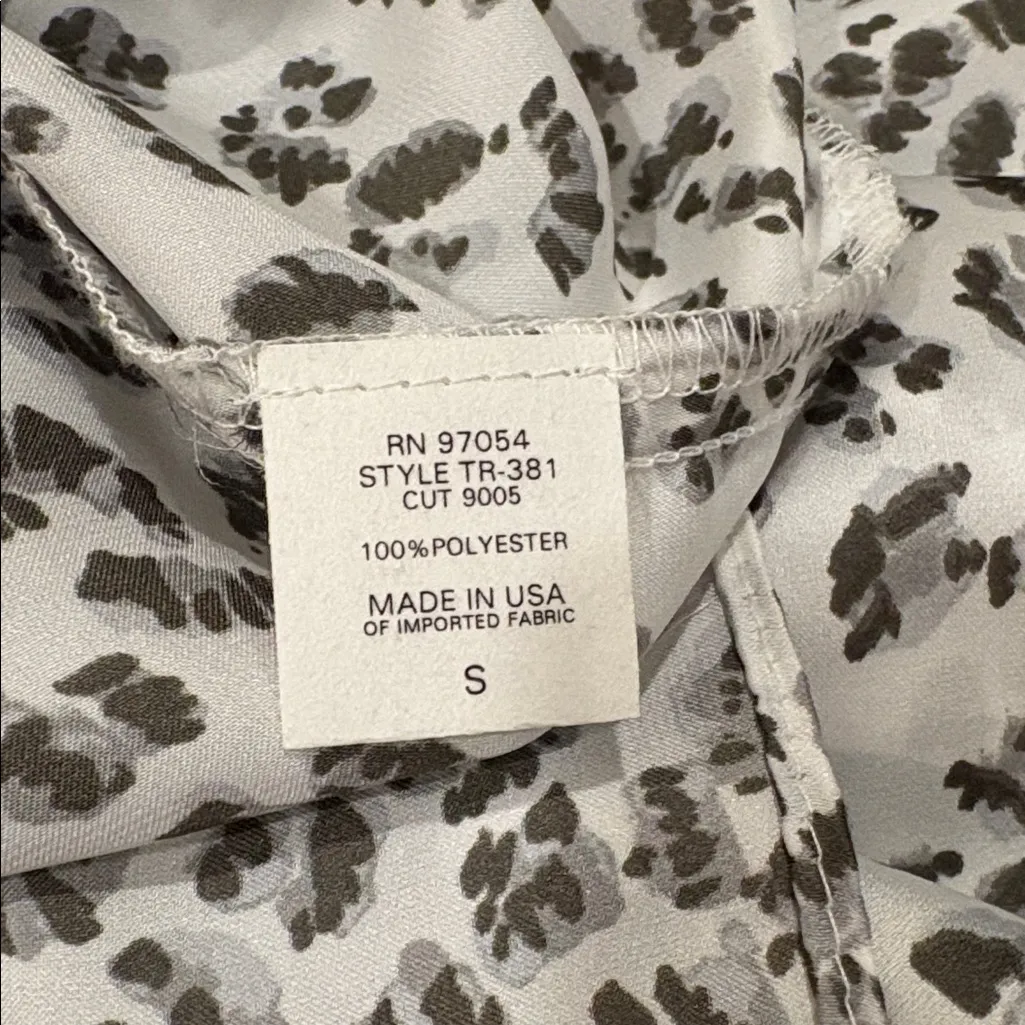 RN 97054
STYLE TR-381
CUT 9005
100%POLYESTER
MADE IN USA
OF IMPORTED FABRIC
S